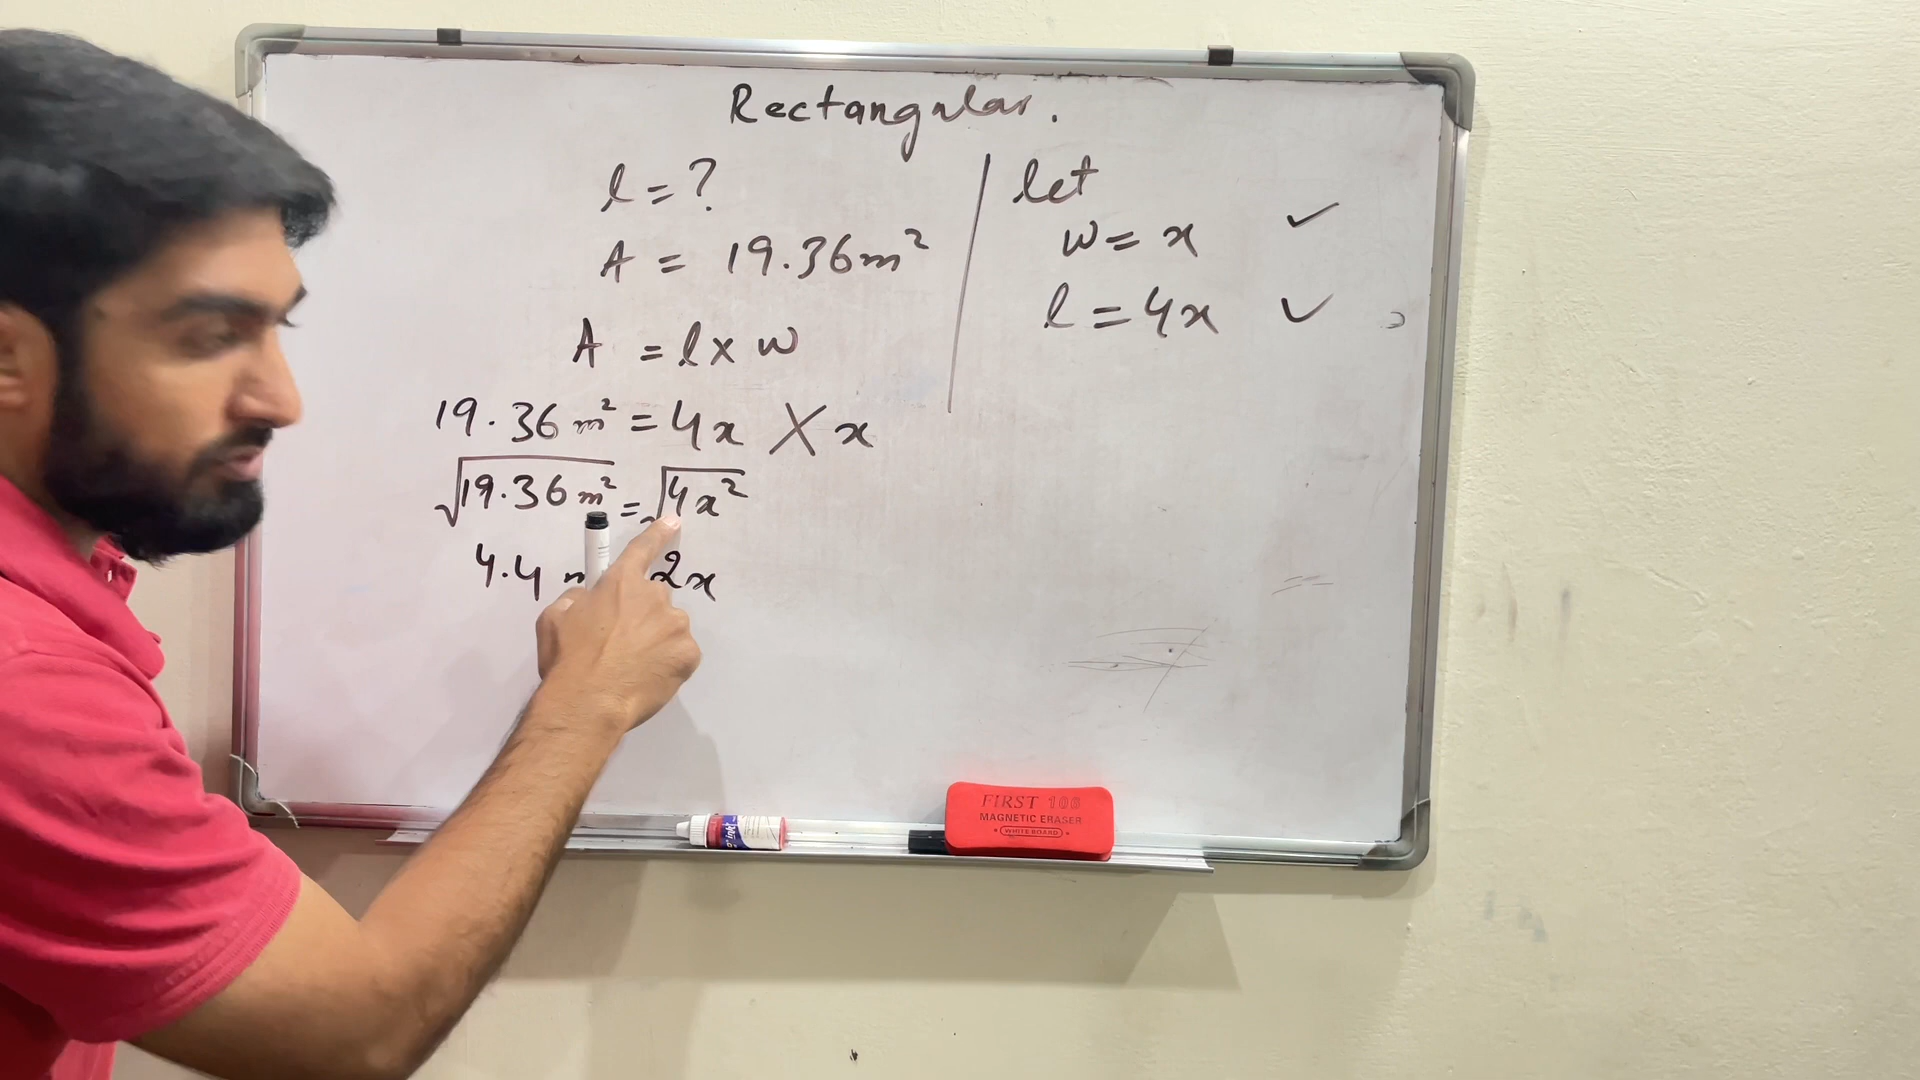 Rectangular.
l = ?
A = 19.36m²
A = l x w
19.36 m² = 4x X x
√19.36 m² = √4x²
4.4 m 2x
let
w = x ✓
l = 4x ✓
FIRST 100
MAGNETIC ERASER
WHITE BOARD